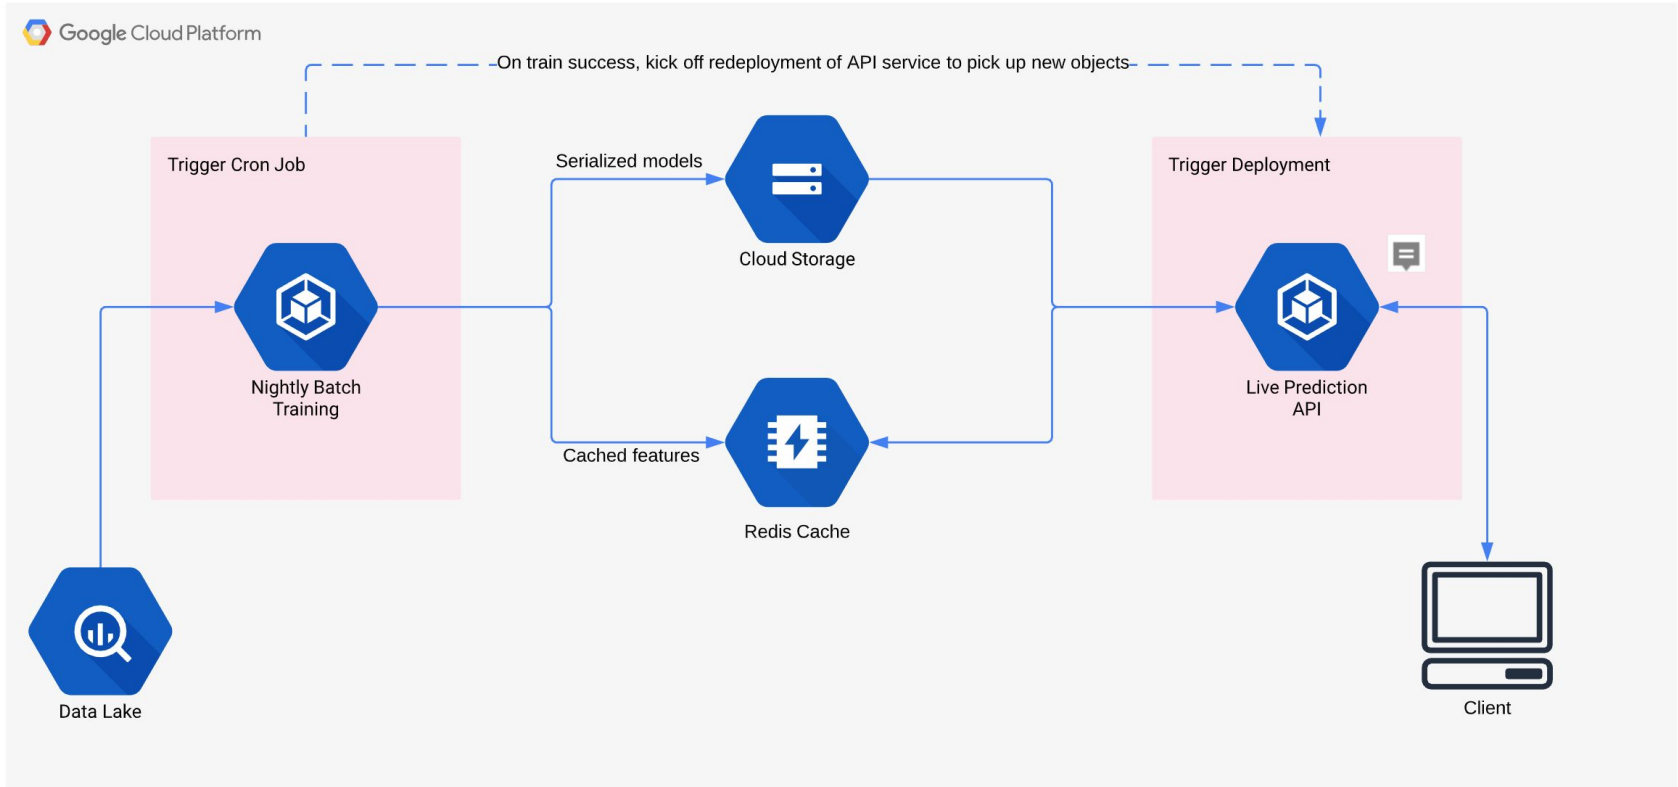 Google Cloud Platform
On train success, kick off redeployment of API service to pick up new objects
Trigger Cron Job
Serialized models
Trigger Deployment
Cloud Storage
Nightly Batch
Training
Live Prediction
API
Cached features
Redis Cache
Data Lake
Client